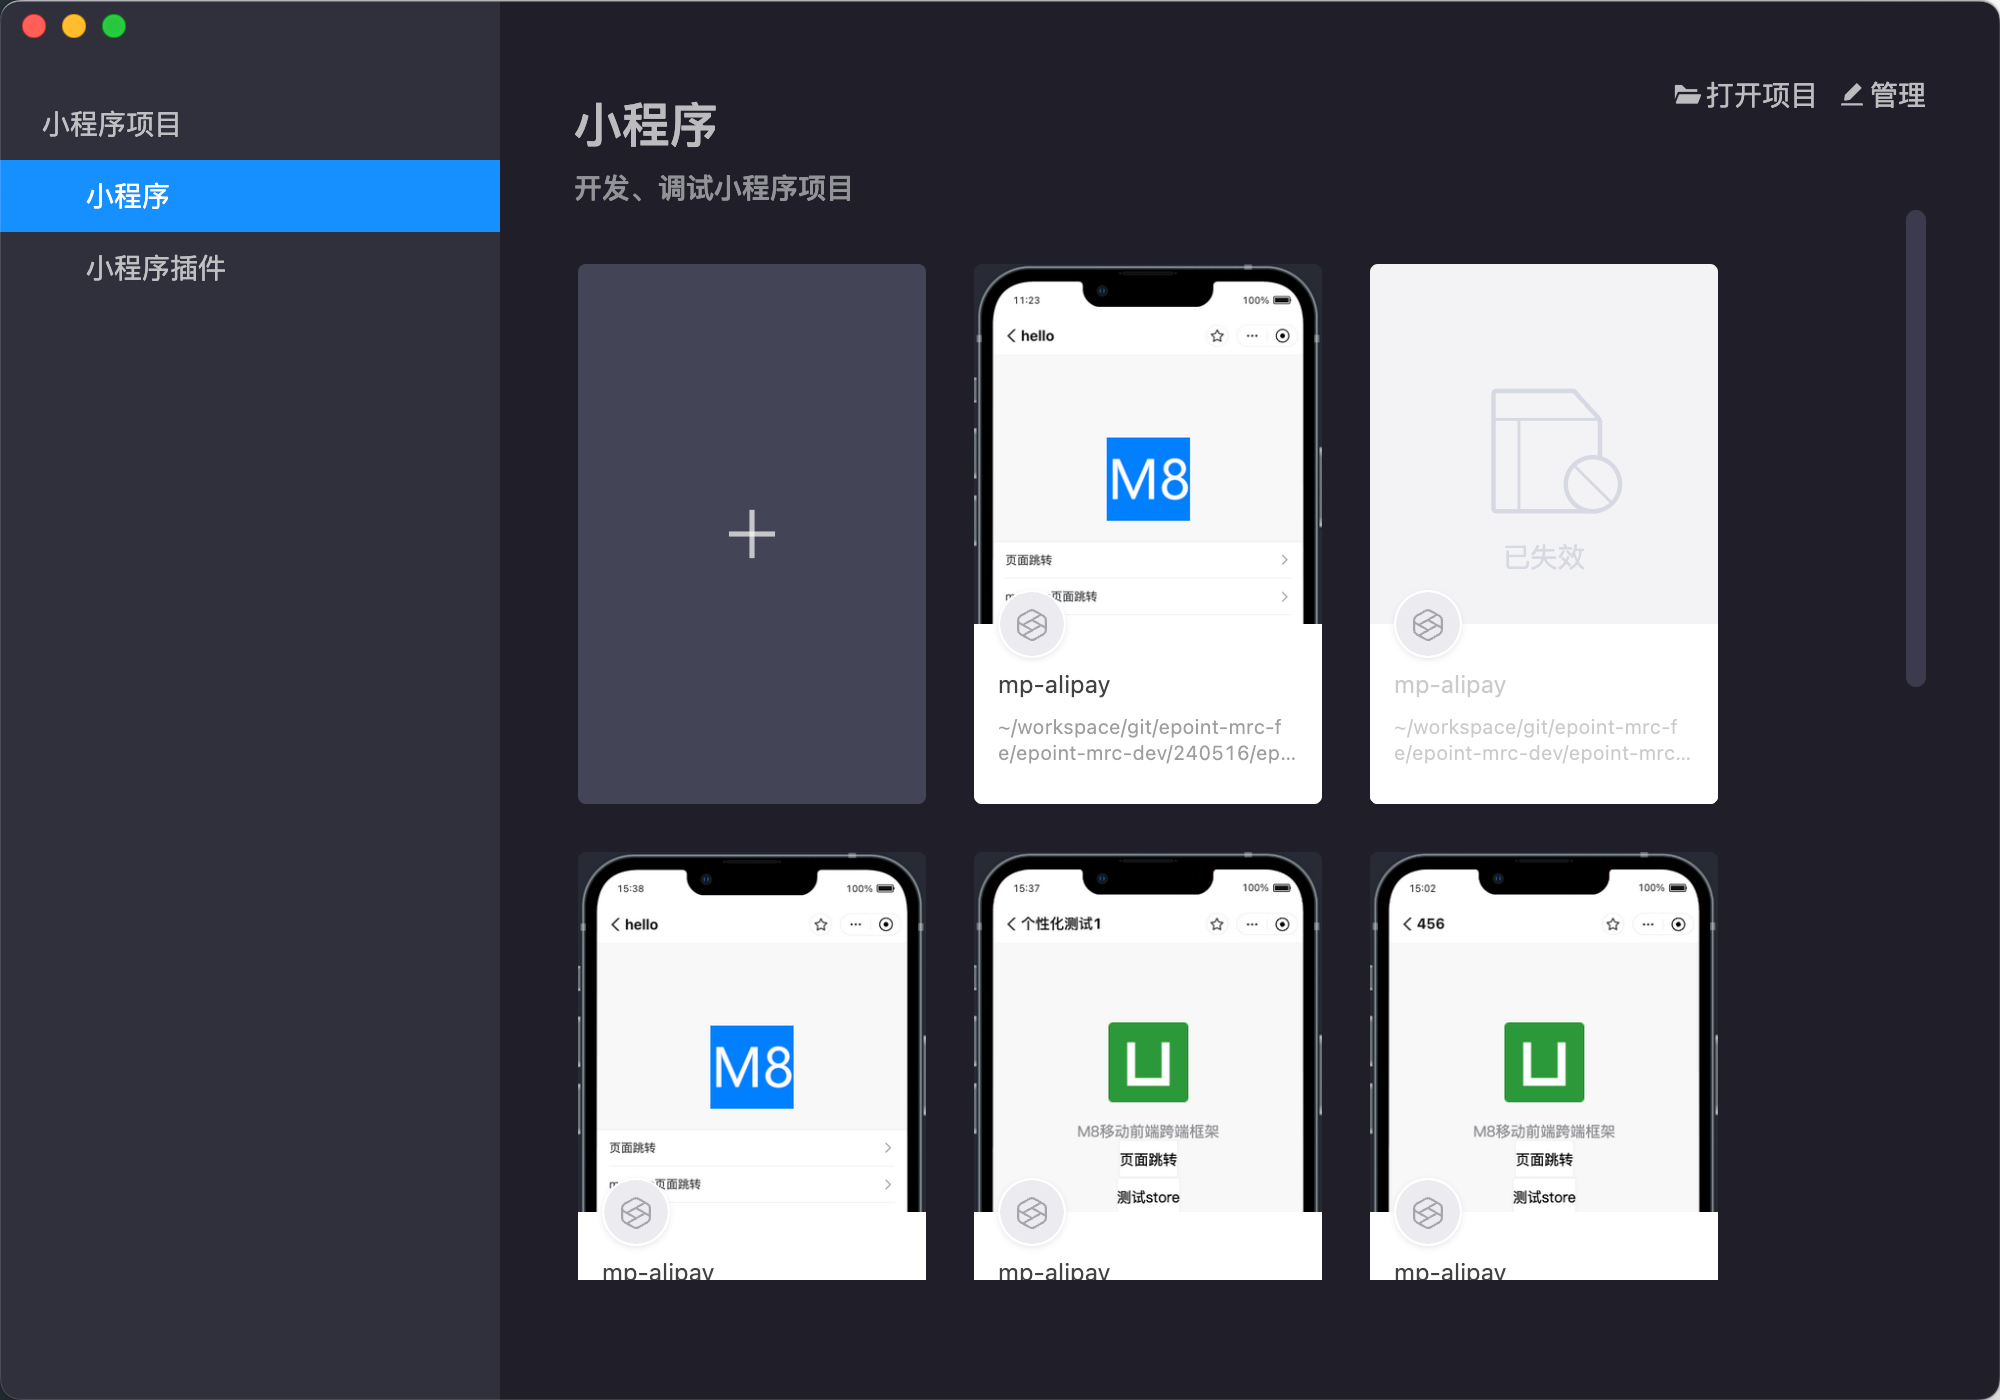 小程序项目
小程序
小程序插件
打开项目
管理
小程序
开发、调试小程序项目
11:23
100%
hello
M8
页面跳转
页面跳转
mp-alipay
~/workspace/git/epoint-mrc-f
e/epoint-mrc-dev/240516/ep...
已失效
mp-alipay
~/workspace/git/epoint-mrc-f
e/epoint-mrc-dev/epoint-mrc...
15:38
100%
hello
M8
页面跳转
页面跳转
mp-alipay
15:37
100%
个性化测试1
M8移动前端跨端框架
页面跳转
测试store
mp-alipay
15:02
100%
456
M8移动前端跨端框架
页面跳转
测试store
mp-alipay